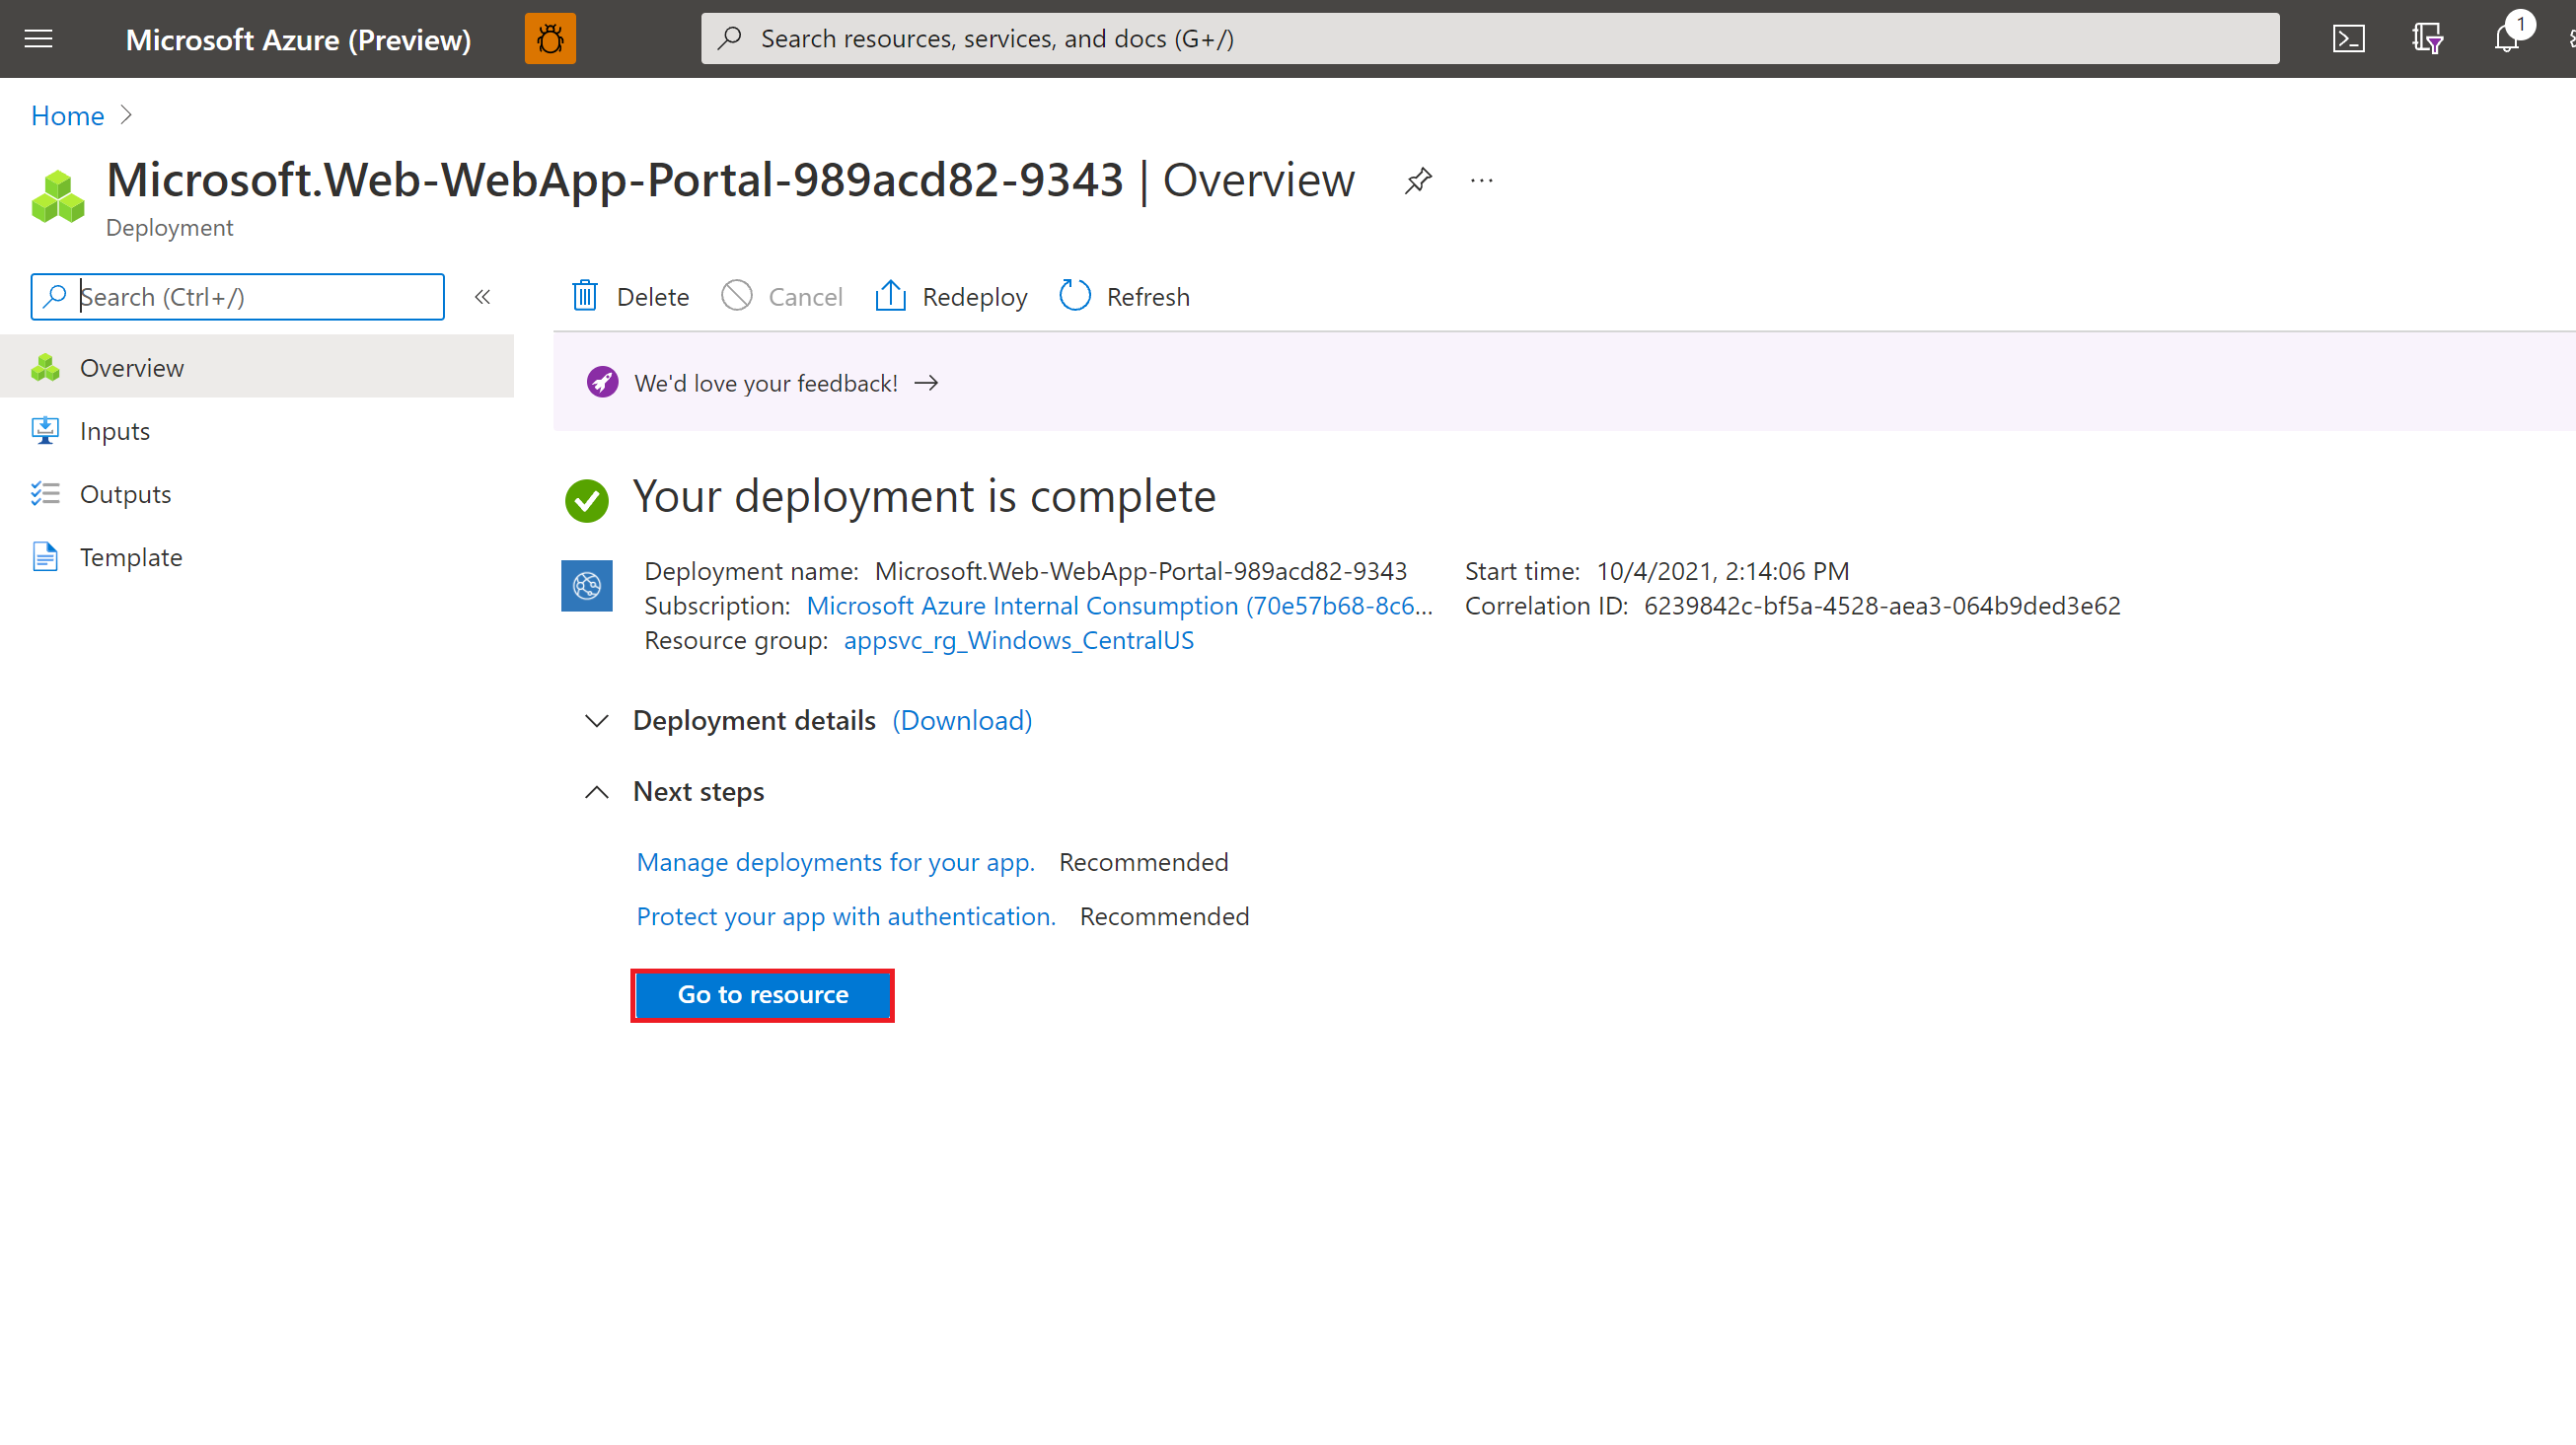 Microsoft Azure (Preview)
Search resources, services, and docs (G+/)
1
Home
Microsoft.Web-WebApp-Portal-989acd82-9343 | Overview
Deployment
Search (Ctrl+/)
Overview
Inputs
Outputs
Template
Delete Cancel Redeploy Refresh
We'd love your feedback!
Your deployment is complete
Deployment name: Microsoft.Web-WebApp-Portal-989acd82-9343
Subscription: Microsoft Azure Internal Consumption (70e57b68-8c6...
Resource group: appsvc_rg_Windows_CentralUS
Start time: 10/4/2021, 2:14:06 PM
Correlation ID: 6239842c-bf5a-4528-aea3-064b9ded3e62
Deployment details (Download)
Next steps
Manage deployments for your app. Recommended
Protect your app with authentication. Recommended
Go to resource